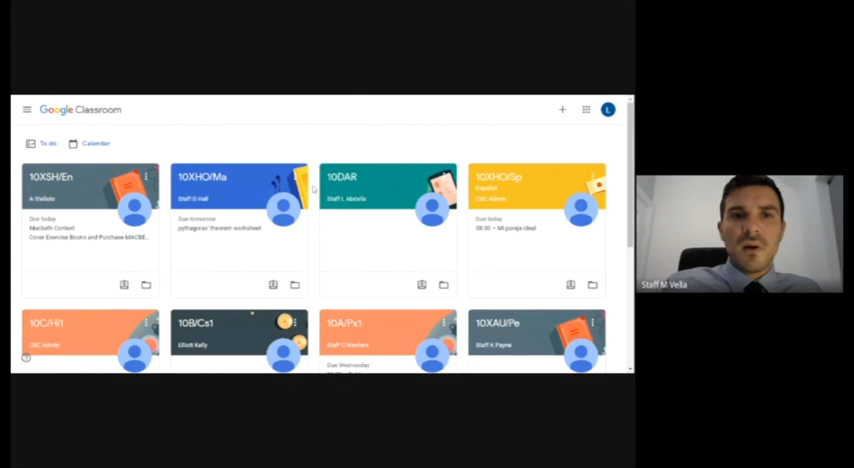 Google Classroom
L
To do
Calendar
10XSH/En
A Stellato
Due today
Macbeth Context
Cover Exercise Books and Purchase MACBE...
10XHO/Ma
Staff D Hall
Due tomorrow
pythagoras' theorem worksheet
10DAR
Staff L Abdalla
10XHO/Sp
Español
CBC Admin
Due today
08:30 – Mi pareja ideal
10C/Hi1
CBC Admin
10B/Cs1
Elliott Kelly
10A/Px1
Staff C Western
Due Wednesday
10XAU/Pe
Staff K Payne
Staff M Vella